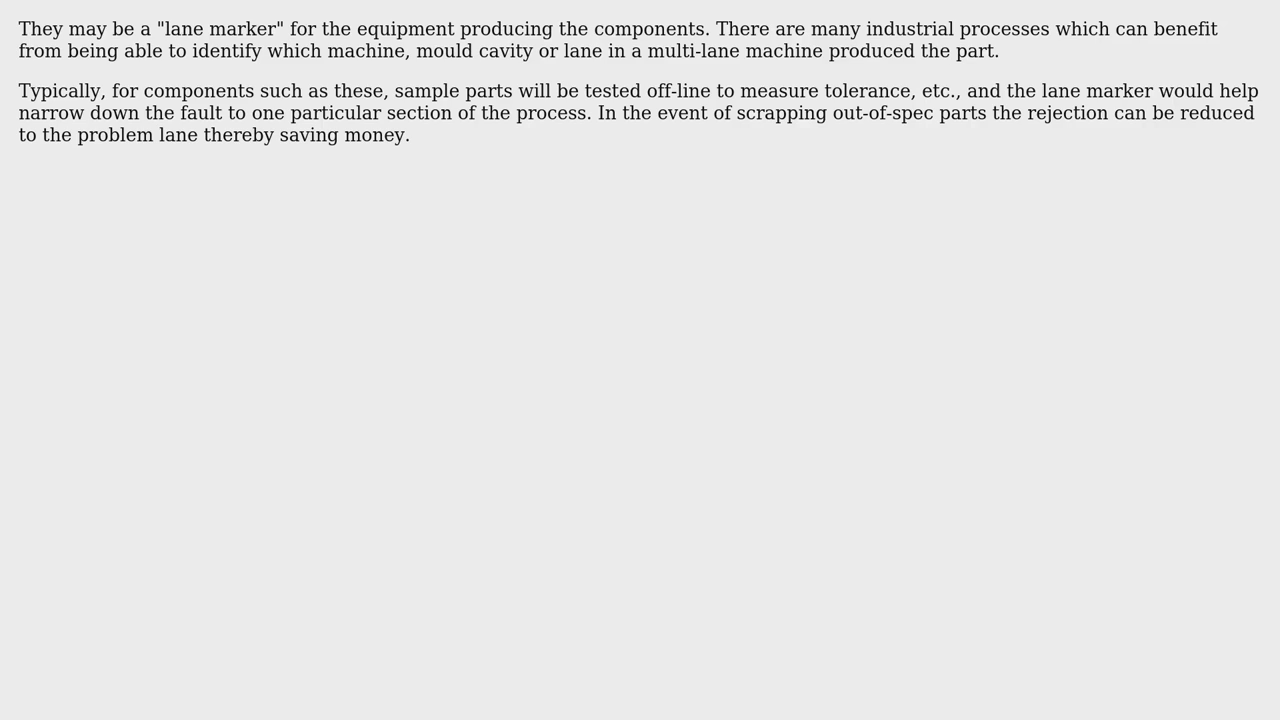 They may be a "lane marker" for the equipment producing the components. There are many industrial processes which can benefit
from being able to identify which machine, mould cavity or lane in a multi-lane machine produced the part.
Typically, for components such as these, sample parts will be tested off-line to measure tolerance, etc., and the lane marker would help
narrow down the fault to one particular section of the process. In the event of scrapping out-of-spec parts the rejection can be reduced
to the problem lane thereby saving money.